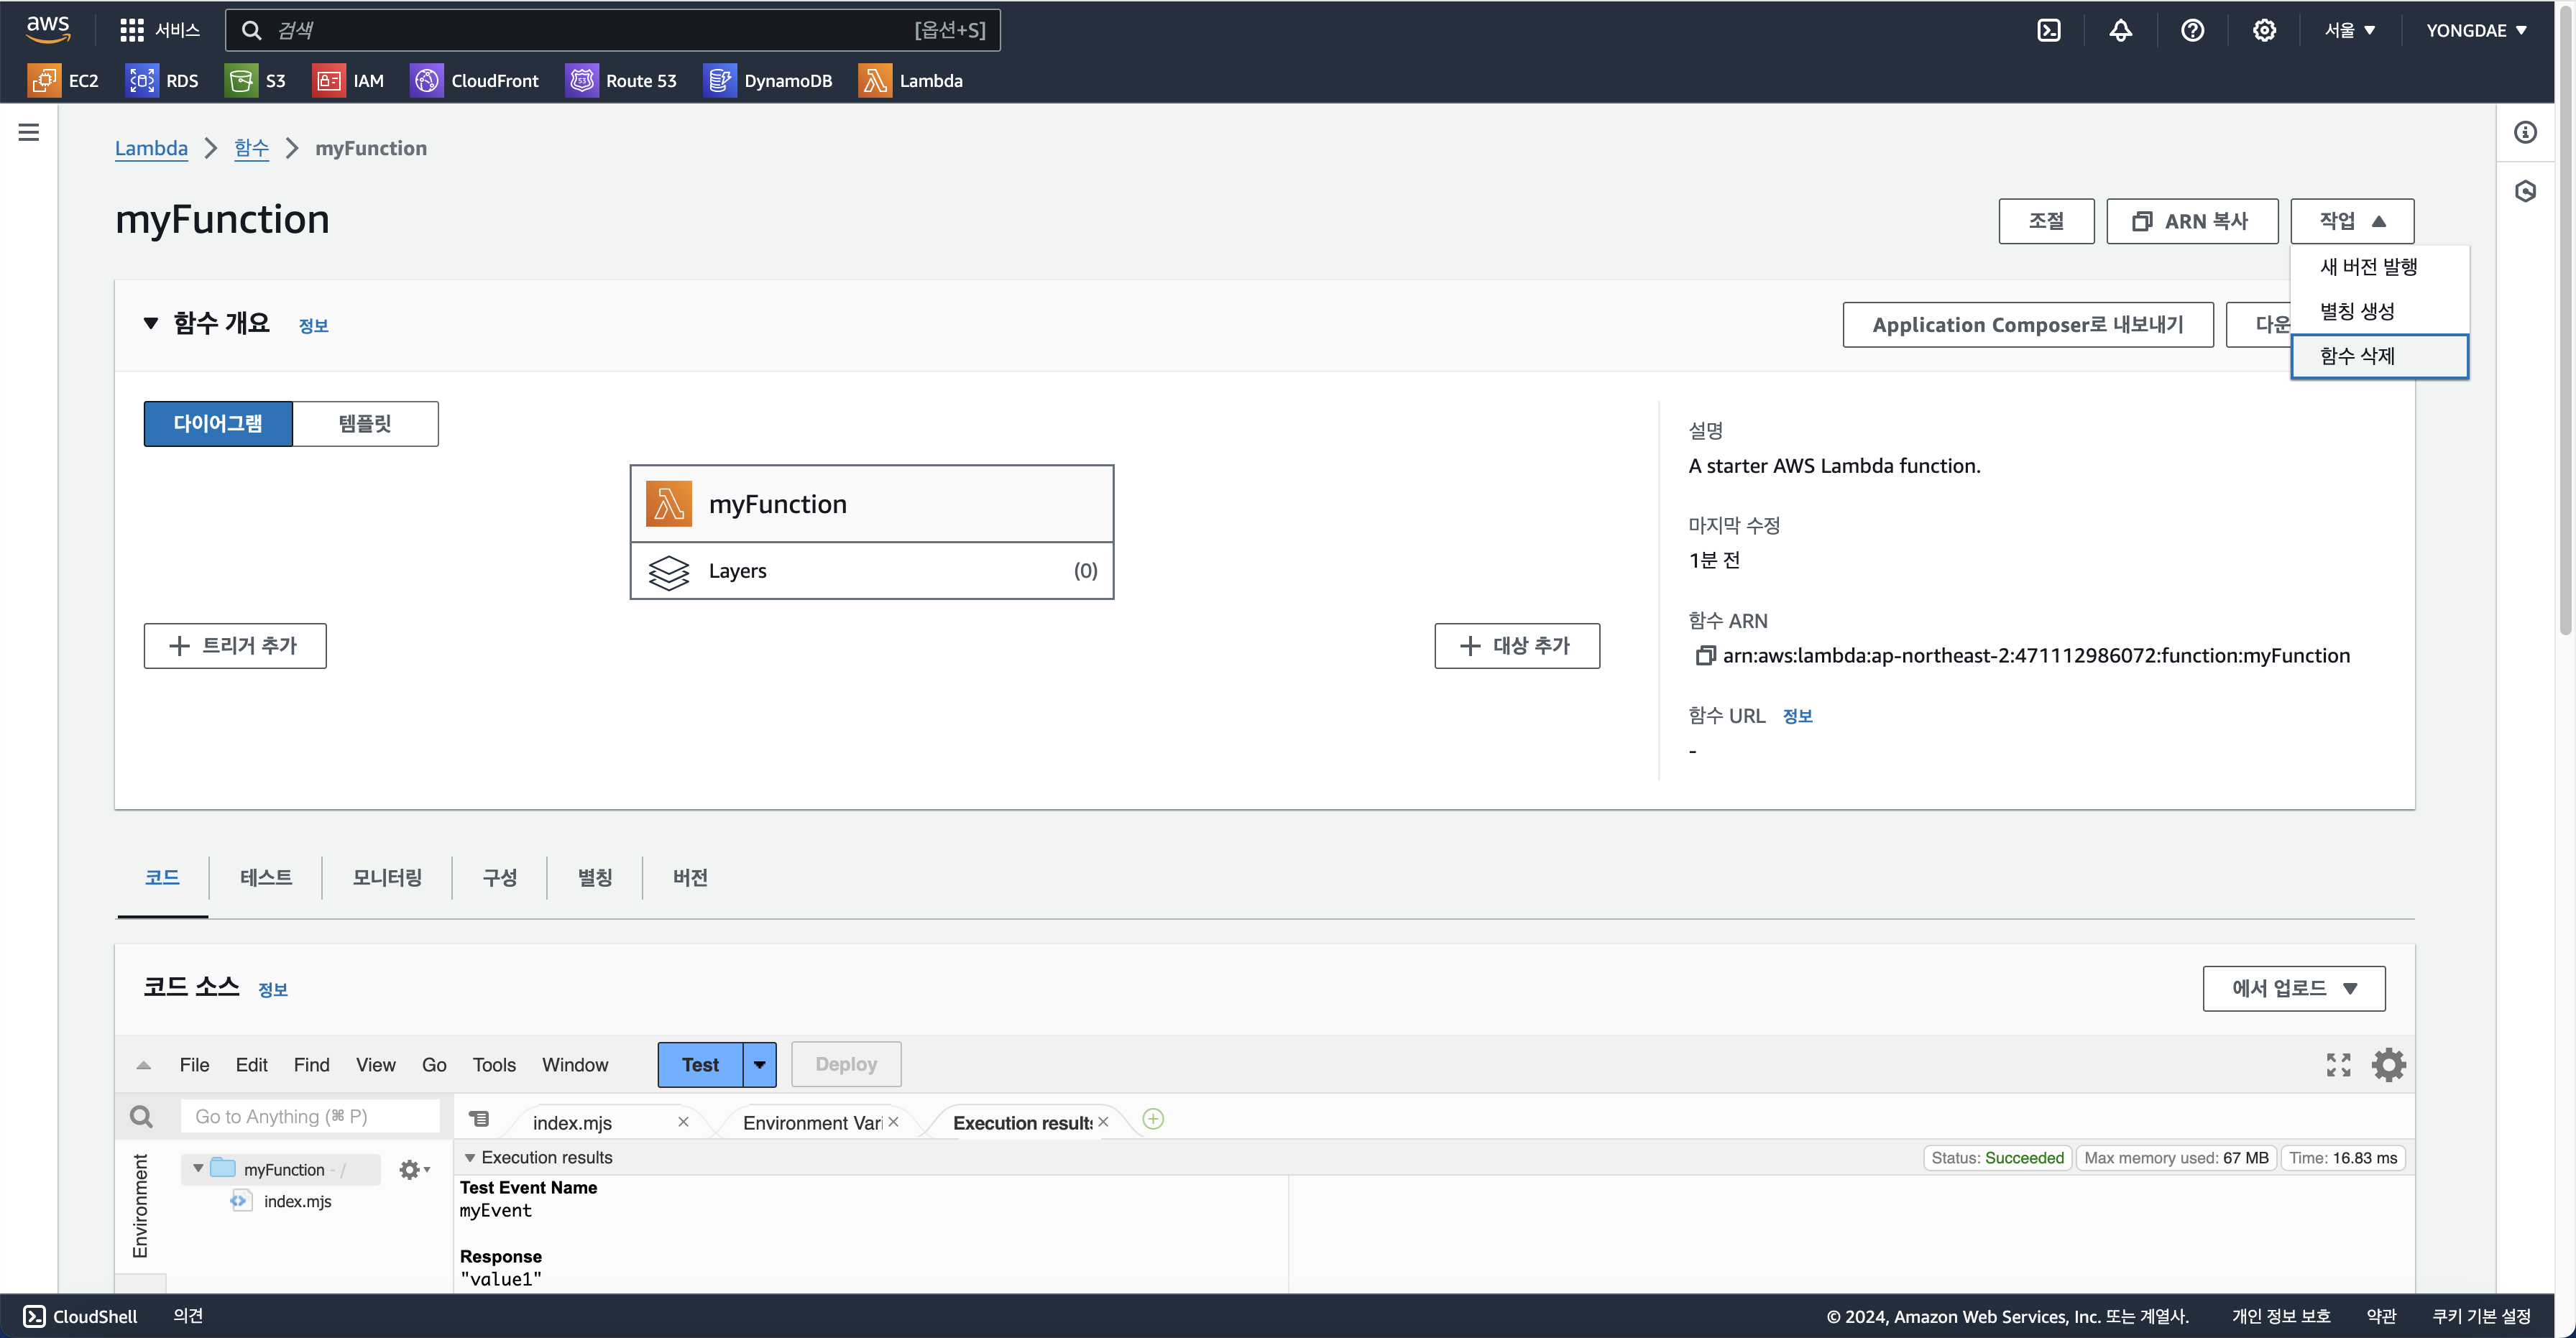 aws
서비스
검색
[옵션+S]
서울
YONGDAE
EC2
RDS
S3
IAM
CloudFront
Route 53
DynamoDB
Lambda
Lambda
함수
myFunction
myFunction
조절
ARN 복사
작업
새 버전 발행
별칭 생성
함수 삭제
함수 개요
정보
Application Composer로 내보내기
다운
다이어그램
템플릿
myFunction
Layers
(0)
트리거 추가
대상 추가
설명
A starter AWS Lambda function.
마지막 수정
1분 전
함수 ARN
arn:aws:lambda:ap-northeast-2:471112986072:function:myFunction
함수 URL
정보
-
코드
테스트
모니터링
구성
별칭
버전
코드 소스
정보
에서 업로드
File
Edit
Find
View
Go
Tools
Window
Test
Deploy
Go to Anything (⌘ P)
index.mjs
Environment Vari
Execution results
Environment
myFunction - /
index.mjs
Execution results
Status: Succeeded
Max memory used: 67 MB
Time: 16.83 ms
Test Event Name
myEvent
Response
"value1"
CloudShell
의견
© 2024, Amazon Web Services, Inc. 또는 계열사.
개인 정보 보호
약관
쿠키 기본 설정